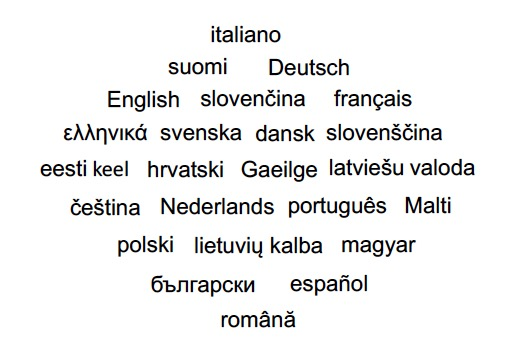 italiano
suomi Deutsch
English slovenčina français
ελληνικά svenska dansk slovenščina
eesti keel hrvatski Gaeilge latviešu valoda
čeština Nederlands português Malti
polski lietuvių kalba magyar
български español
română